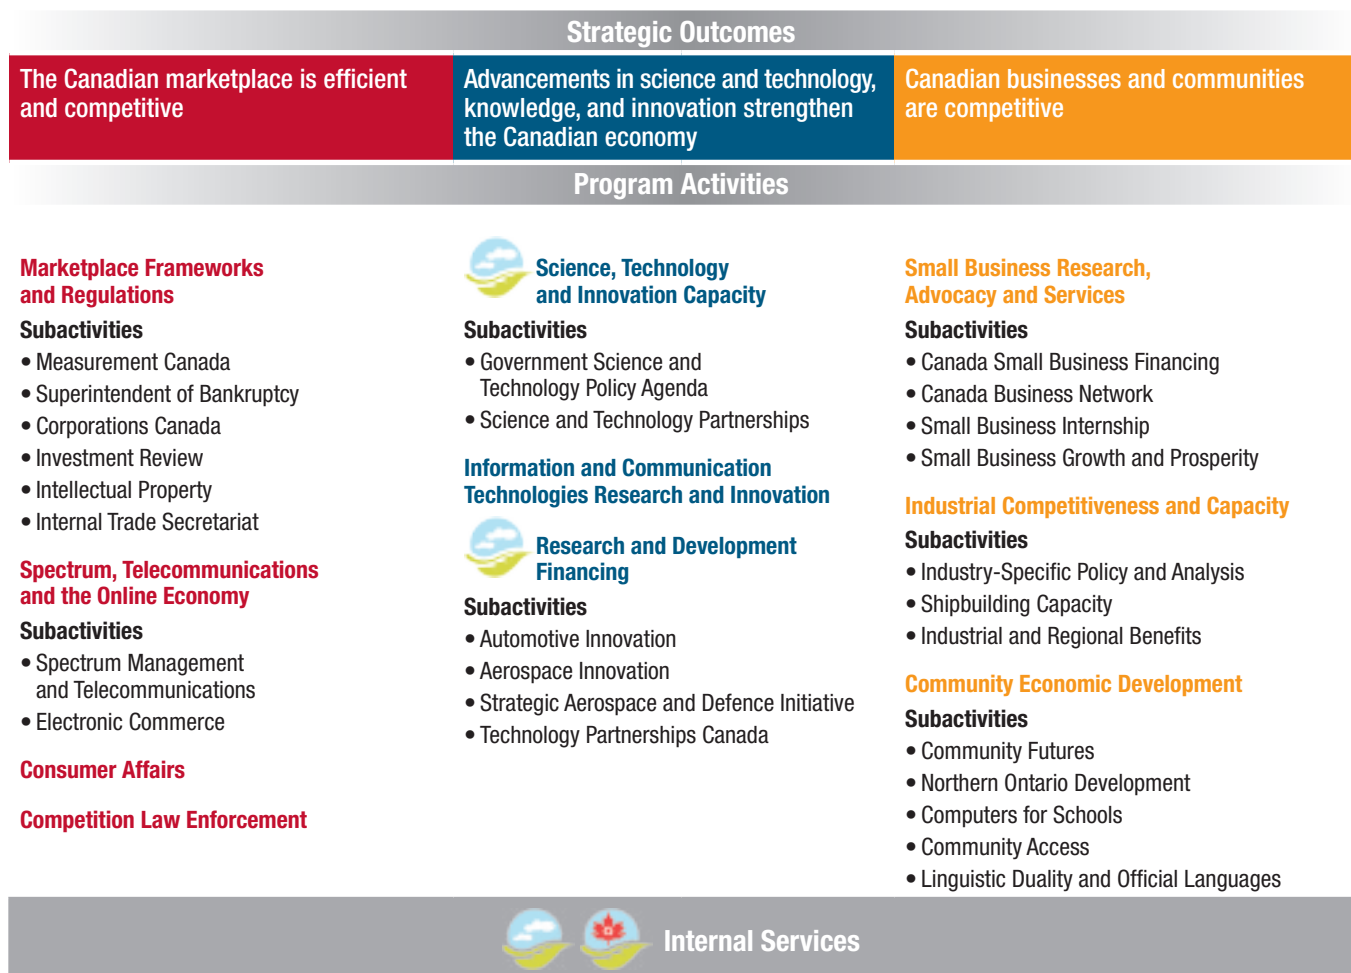 Strategic Outcomes
The Canadian marketplace is efficient
and competitive
Advancements in science and technology,
knowledge, and innovation strengthen
the Canadian economy
Canadian businesses and communities
are competitive
Program Activities
Marketplace Frameworks
and Regulations
Subactivities
• Measurement Canada
• Superintendent of Bankruptcy
• Corporations Canada
• Investment Review
• Intellectual Property
• Internal Trade Secretariat
Spectrum, Telecommunications
and the Online Economy
Subactivities
• Spectrum Management
and Telecommunications
• Electronic Commerce
Consumer Affairs
Competition Law Enforcement
Science, Technology
and Innovation Capacity
Subactivities
• Government Science and
Technology Policy Agenda
• Science and Technology Partnerships
Information and Communication
Technologies Research and Innovation
Research and Development
Financing
Subactivities
• Automotive Innovation
• Aerospace Innovation
• Strategic Aerospace and Defence Initiative
• Technology Partnerships Canada
Small Business Research,
Advocacy and Services
Subactivities
• Canada Small Business Financing
• Canada Business Network
• Small Business Internship
• Small Business Growth and Prosperity
Industrial Competitiveness and Capacity
Subactivities
• Industry-Specific Policy and Analysis
• Shipbuilding Capacity
• Industrial and Regional Benefits
Community Economic Development
Subactivities
• Community Futures
• Northern Ontario Development
• Computers for Schools
• Community Access
• Linguistic Duality and Official Languages
Internal Services